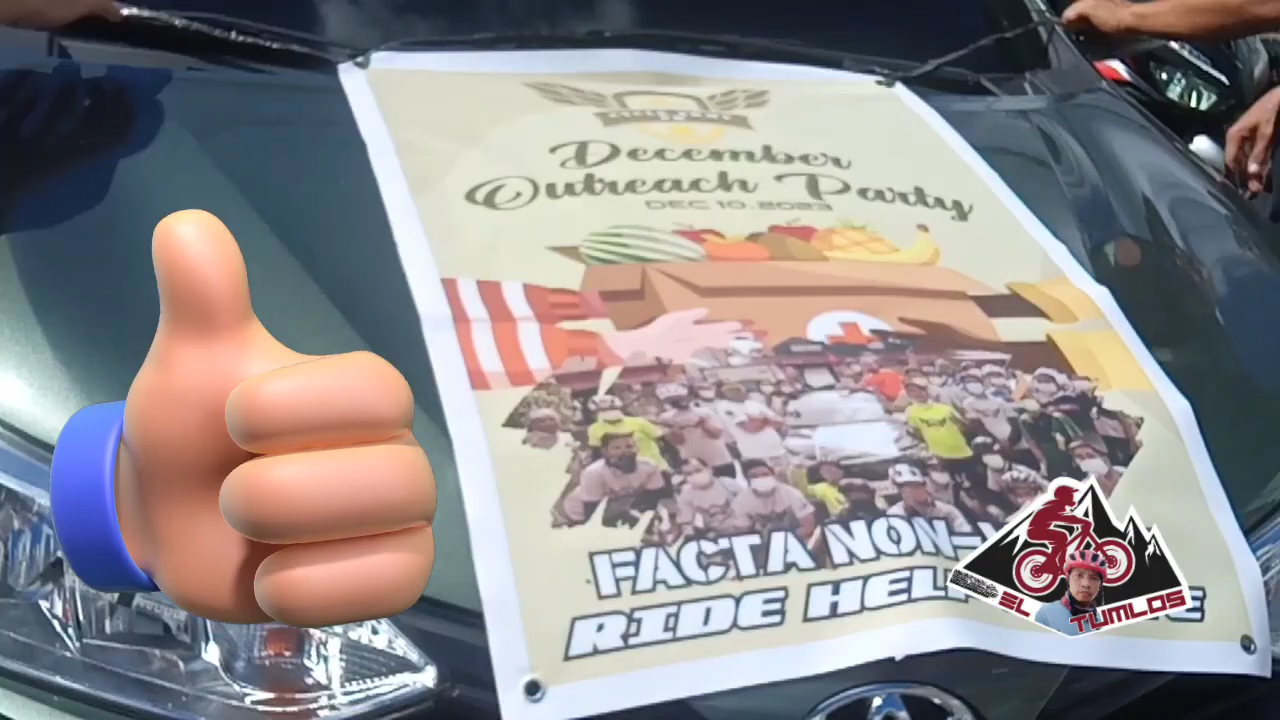 December
Outreach Party
DEC 10, 2023
FACTA NON-
RIDE HEL
EL TUMLOS